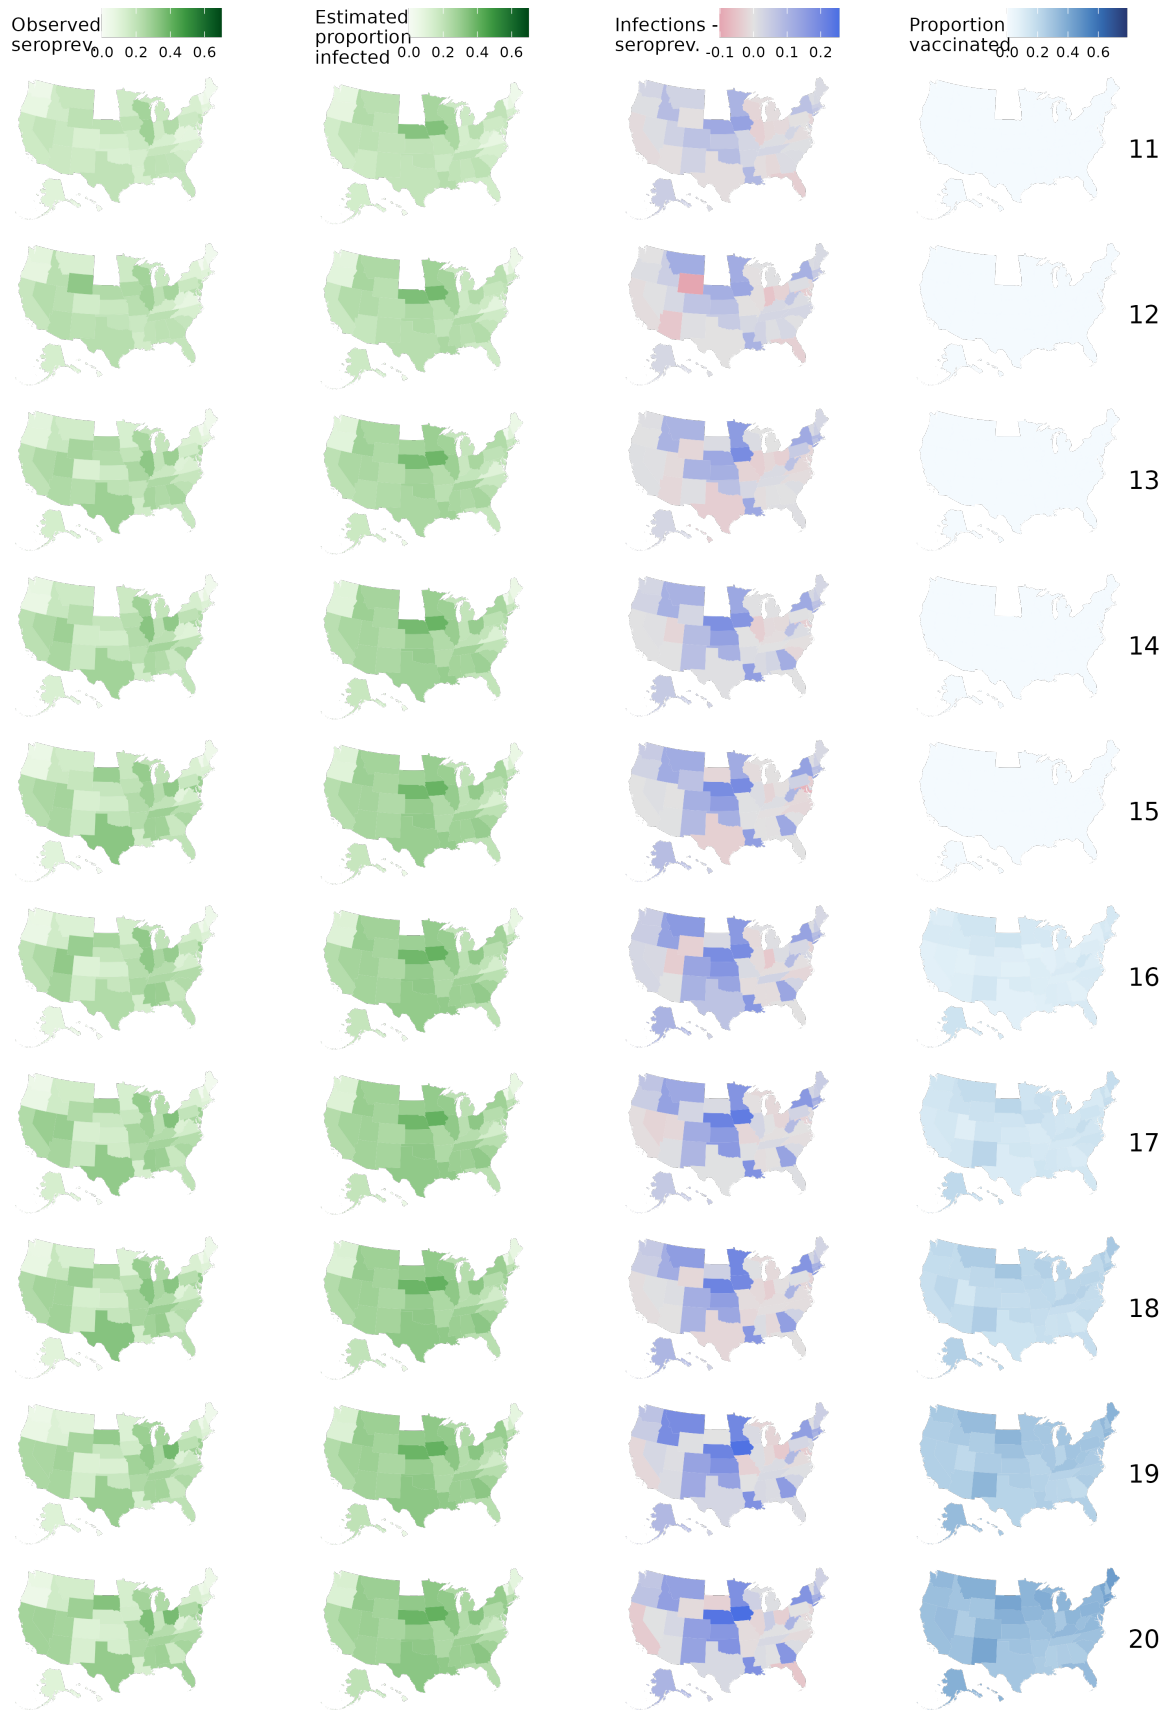 Observed
seroprev.
0.0 0.2 0.4 0.6
Estimated
proportion
infected
0.0 0.2 0.4 0.6
Infections -
seroprev.
-0.1 0.0 0.1 0.2
Proportion
vaccinated
0.0 0.2 0.4 0.6
11
12
13
14
15
16
17
18
19
20